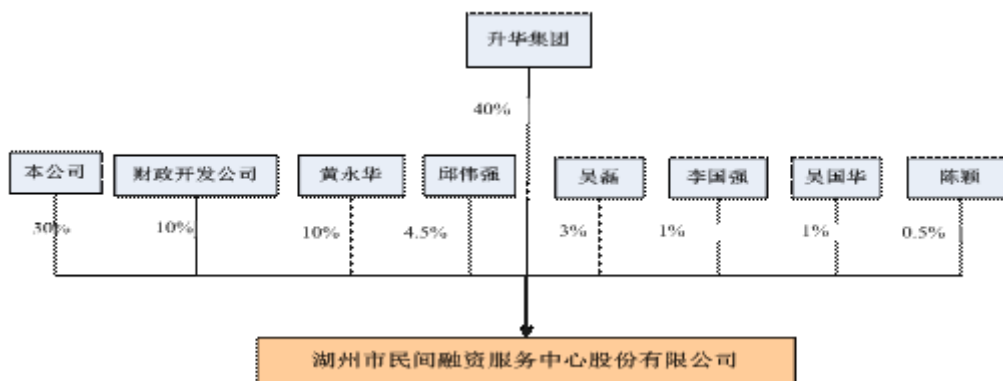 升华集团
40%
本公司
财政开发公司
黄永华
邱伟强
吴磊
李国强
吴国华
陈颖
30%
10%
10%
4.5%
3%
1%
1%
0.5%
湖州市民间融资服务中心股份有限公司